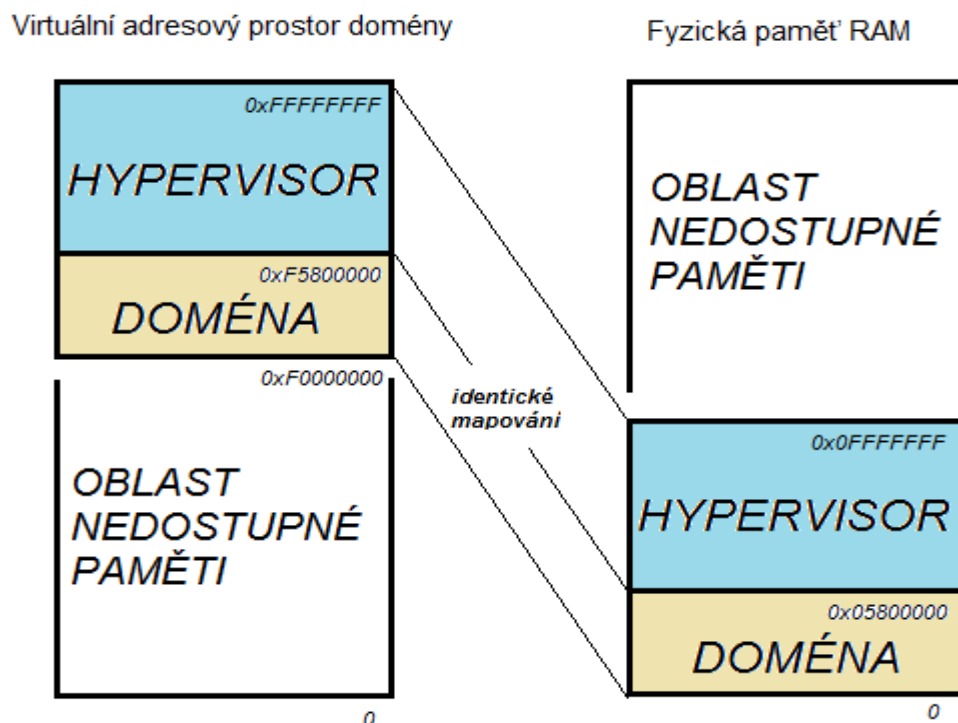 Virtuální adresový prostor domény
0xFFFFFFFF
HYPERVISOR
0xF5800000
DOMÉNA
0xF0000000
OBLAST
NEDOSTUPNÉ
PAMĚTI
0
identické
mapování
Fyzická paměť RAM
OBLAST
NEDOSTUPNÉ
PAMĚTI
0x0FFFFFFF
HYPERVISOR
0x05800000
DOMÉNA
0